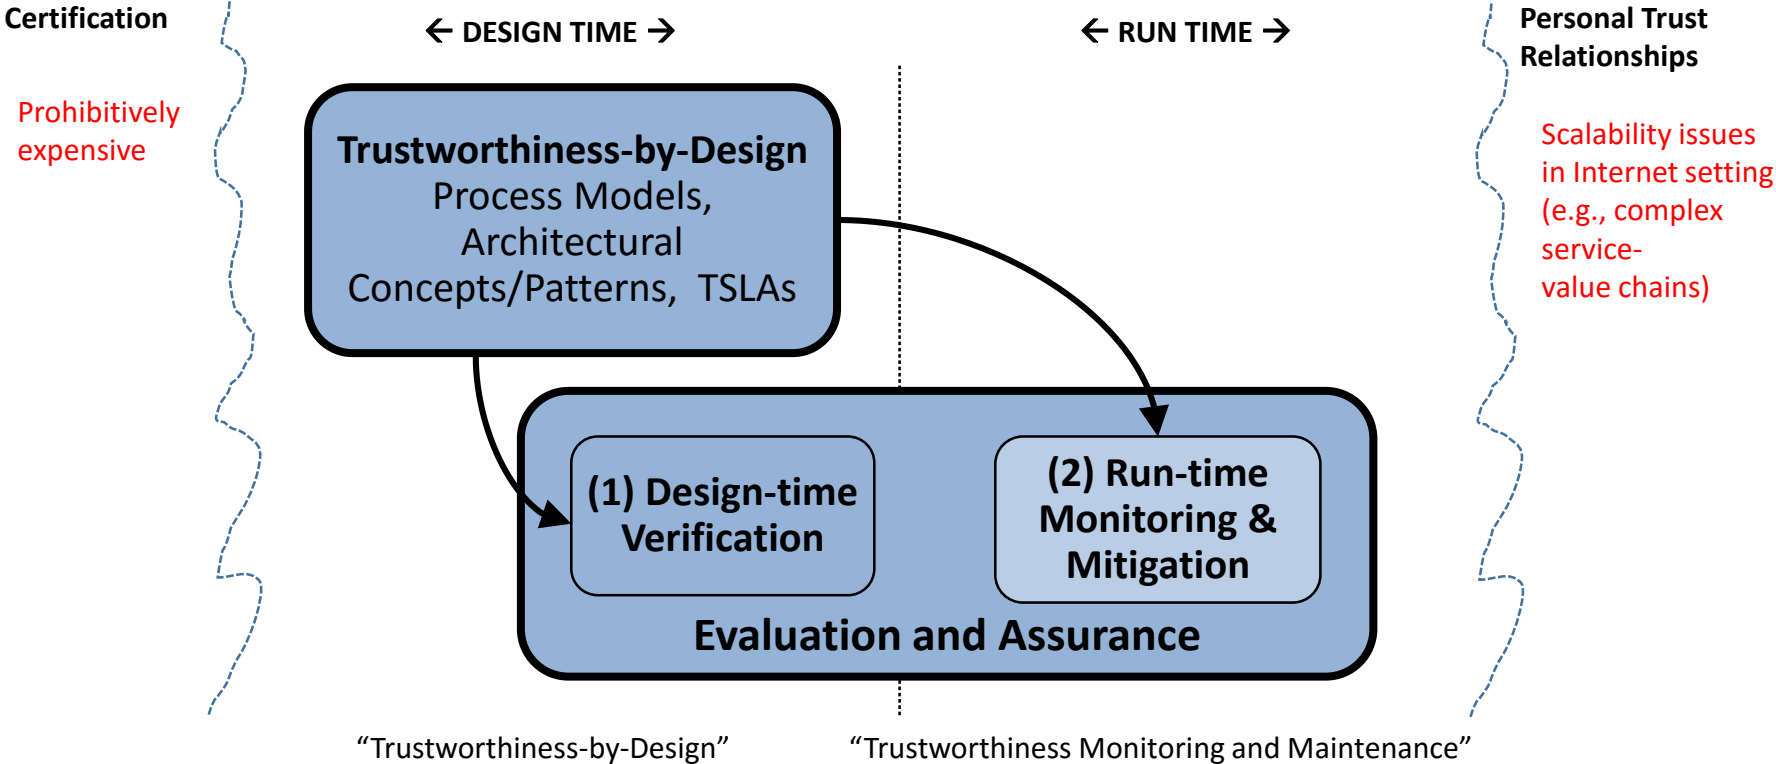 Certification
← DESIGN TIME →
← RUN TIME →
Personal Trust
Relationships
Prohibitively
expensive
Scalability issues
in Internet setting
(e.g., complex
service-
value chains)
Trustworthiness-by-Design
Process Models,
Architectural
Concepts/Patterns, TSLAs
(1) Design-time
Verification
(2) Run-time
Monitoring &
Mitigation
Evaluation and Assurance
“Trustworthiness-by-Design”
“Trustworthiness Monitoring and Maintenance”